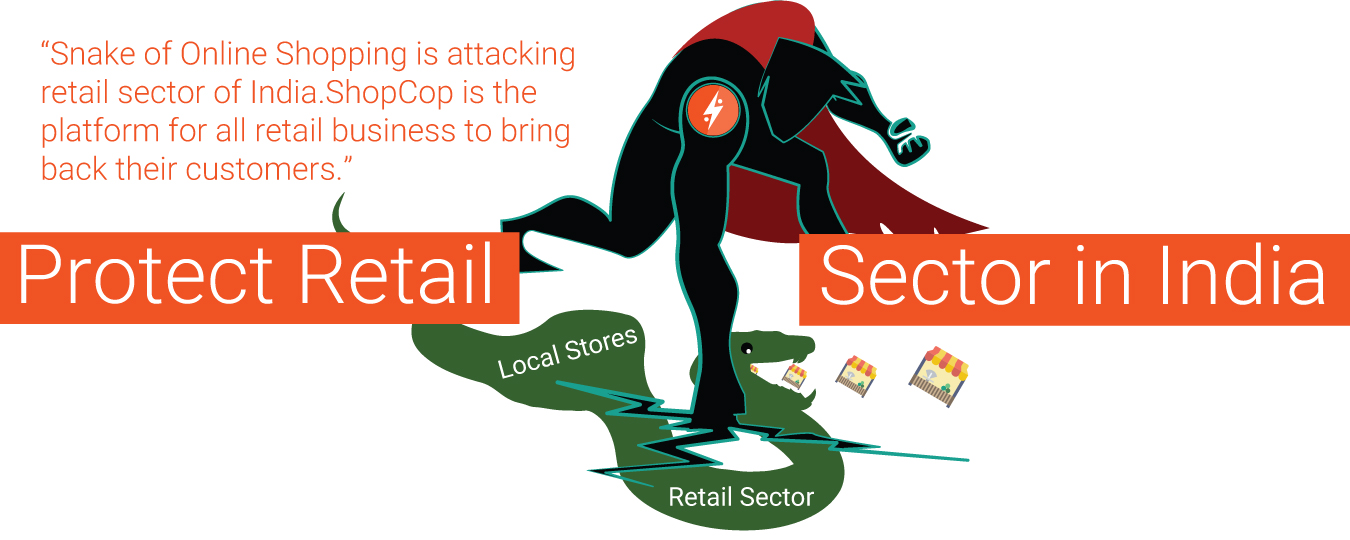 “Snake of Online Shopping is attacking
retail sector of India.ShopCop is the
platform for all retail business to bring
back their customers.”
Protect Retail Sector in India
Local Stores
Retail Sector